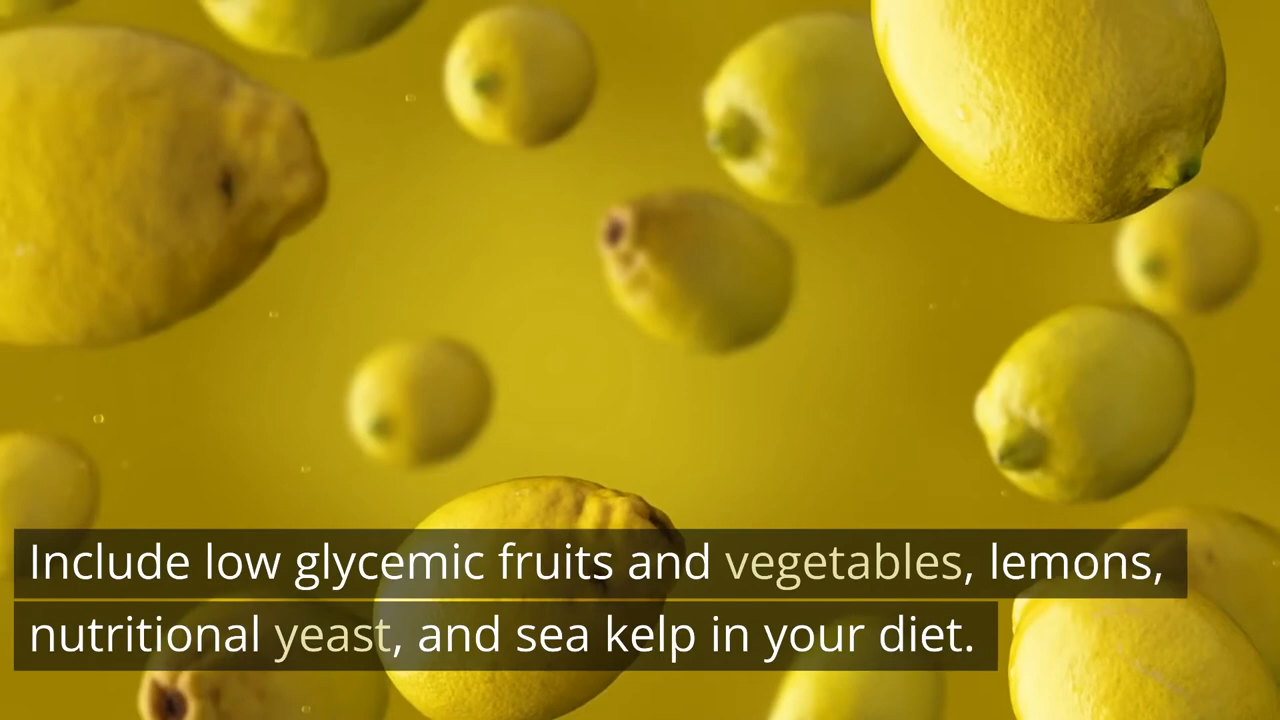 Include low glycemic fruits and vegetables, lemons,
nutritional yeast, and sea kelp in your diet.